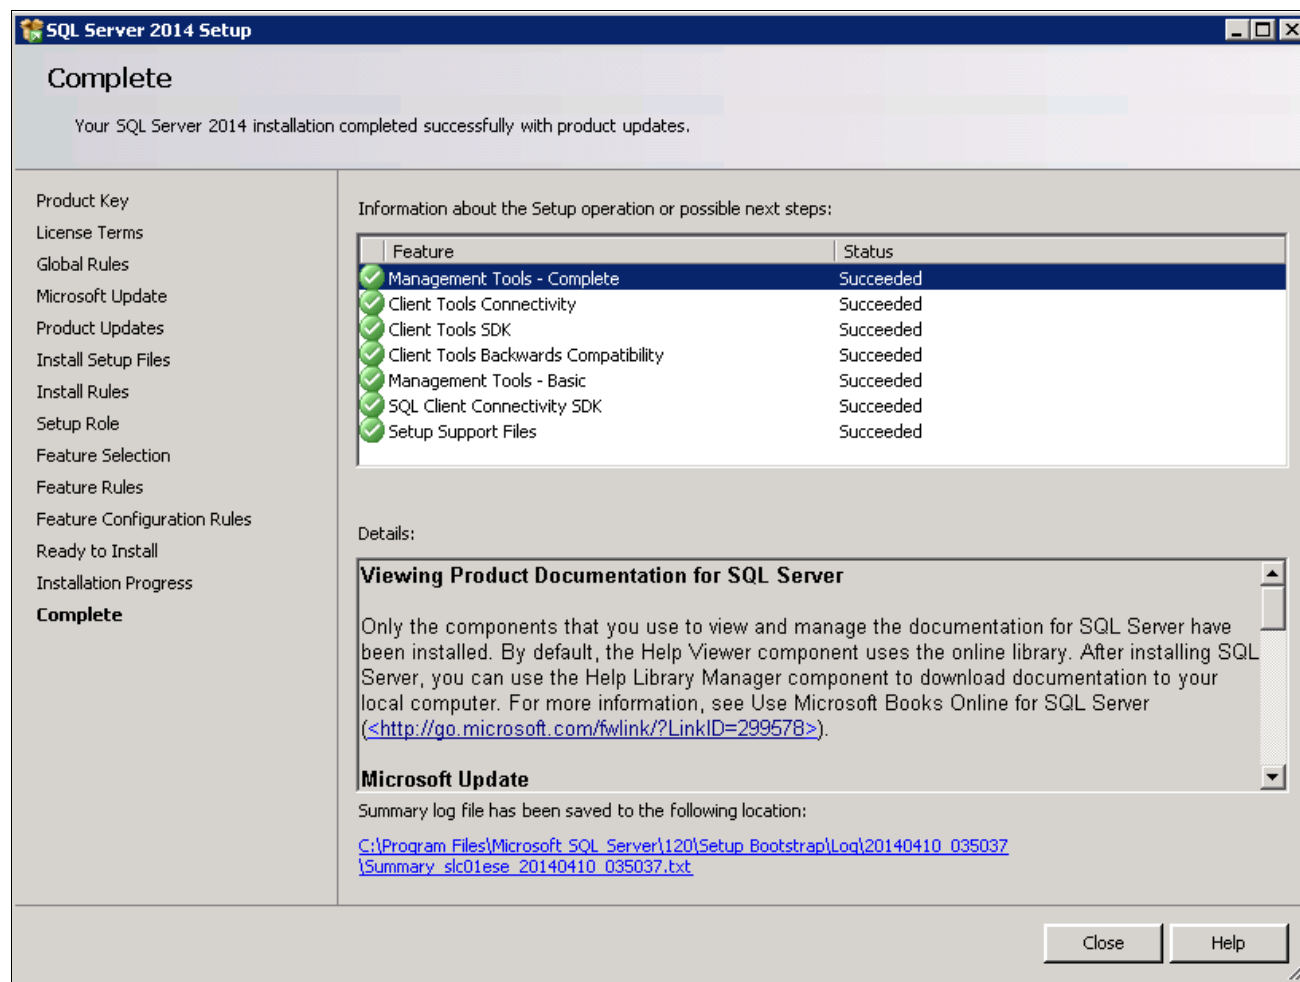 SQL Server 2014 Setup
Complete
Your SQL Server 2014 installation completed successfully with product updates.
Product Key
License Terms
Global Rules
Microsoft Update
Product Updates
Install Setup Files
Install Rules
Setup Role
Feature Selection
Feature Rules
Feature Configuration Rules
Ready to Install
Installation Progress
Complete
Information about the Setup operation or possible next steps:
Feature Status
Management Tools - Complete Succeeded
Client Tools Connectivity Succeeded
Client Tools SDK Succeeded
Client Tools Backwards Compatibility Succeeded
Management Tools - Basic Succeeded
SQL Client Connectivity SDK Succeeded
Setup Support Files Succeeded
Details:
Viewing Product Documentation for SQL Server
Only the components that you use to view and manage the documentation for SQL Server have
been installed. By default, the Help Viewer component uses the online library. After installing SQL
Server, you can use the Help Library Manager component to download documentation to your
local computer. For more information, see Use Microsoft Books Online for SQL Server
(<http://go.microsoft.com/fwlink/?LinkID=299578>).
Microsoft Update
Summary log file has been saved to the following location:
C:\Program Files\Microsoft SQL Server\120\Setup Bootstrap\Log\20140410_035037
\Summary_slc01ese_20140410_035037.txt
Close Help